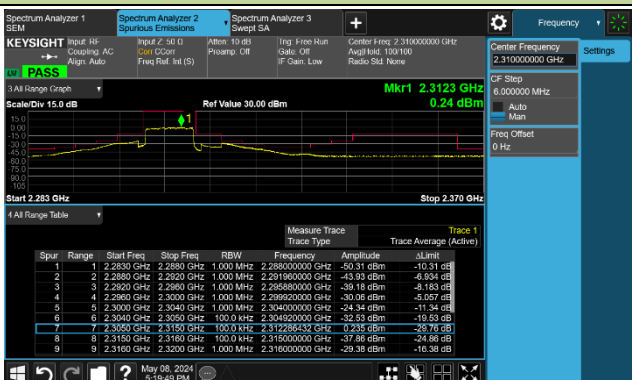 Spectrum Analyzer 1
SEM
Spectrum Analyzer 2
Spurious Emissions
Spectrum Analyzer 3
Swept SA
Frequency
KEYSIGHT Input: RF
Coupling: AC
Align: Auto
Input Z: 50 Ω
Corr CCorr
Freq Ref: Int (S)
Atten: 10 dB
Preamp: Off
Trig: Free Run
Gate: Off
IF Gain: Low
Center Freq: 2.310000000 GHz
Avg|Hold: 100/100
Radio Std: None
PASS
Center Frequency
2.310000000 GHz
Settings
CF Step
6.000000 MHz
Auto
Man
Freq Offset
0 Hz
3 All Range Graph
Mkr1 2.3123 GHz
Scale/Div 15.0 dB
Ref Value 30.00 dBm
0.24 dBm
15.0
0.00
-15.0
-30.0
-45.0
-60.0
-75.0
-90.0
-105
1
Start 2.283 GHz
Stop 2.370 GHz
4 All Range Table
Measure Trace Trace 1
Trace Type Trace Average (Active)
Spur Range Start Freq Stop Freq RBW Frequency Amplitude ΔLimit
1 1 2.2830 GHz 2.2880 GHz 1.000 MHz 2.288000000 GHz -50.31 dBm -10.31 dB
2 2 2.2880 GHz 2.2920 GHz 1.000 MHz 2.291960000 GHz -43.93 dBm -6.934 dB
3 3 2.2920 GHz 2.2960 GHz 1.000 MHz 2.295880000 GHz -39.18 dBm -8.183 dB
4 4 2.2960 GHz 2.3000 GHz 1.000 MHz 2.299920000 GHz -30.06 dBm -5.057 dB
5 5 2.3000 GHz 2.3040 GHz 1.000 MHz 2.304000000 GHz -24.34 dBm -11.34 dB
6 6 2.3040 GHz 2.3050 GHz 100.0 kHz 2.304920000 GHz -32.53 dBm -19.53 dB
7 7 2.3050 GHz 2.3150 GHz 100.0 kHz 2.312286432 GHz 0.235 dBm -29.76 dB
8 8 2.3150 GHz 2.3160 GHz 100.0 kHz 2.315000000 GHz -37.86 dBm -24.86 dB
9 9 2.3160 GHz 2.3200 GHz 1.000 MHz 2.316000000 GHz -29.38 dBm -16.38 dB
May 08, 2024
5:19:49 PM